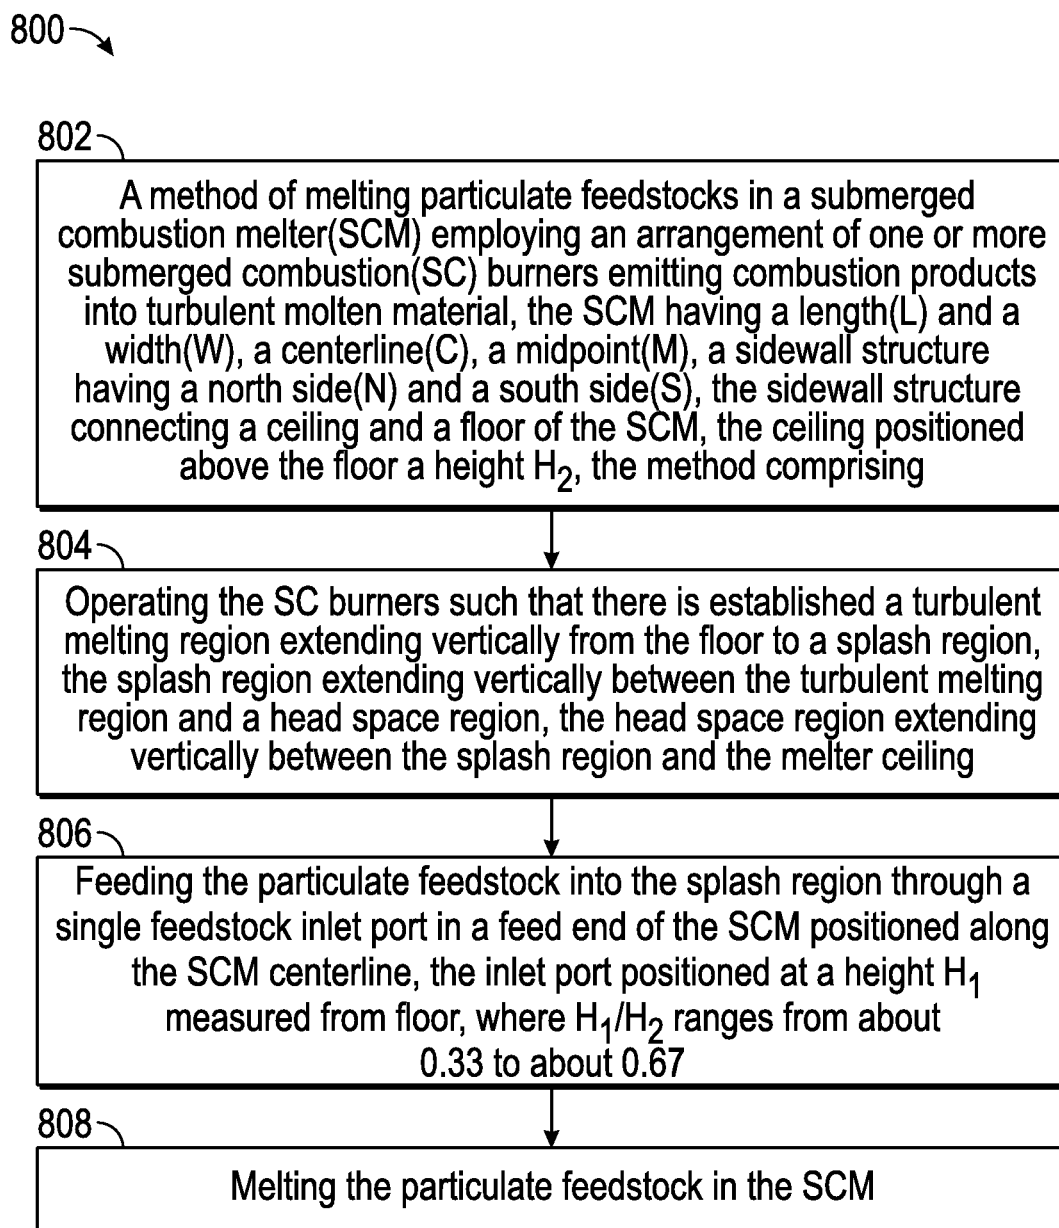 800
802
A method of melting particulate feedstocks in a submerged
combustion melter(SCM) employing an arrangement of one or more
submerged combustion(SC) burners emitting combustion products
into turbulent molten material, the SCM having a length(L) and a
width(W), a centerline(C), a midpoint(M), a sidewall structure
having a north side(N) and a south side(S), the sidewall structure
connecting a ceiling and a floor of the SCM, the ceiling positioned
above the floor a height H2, the method comprising
804
Operating the SC burners such that there is established a turbulent
melting region extending vertically from the floor to a splash region,
the splash region extending vertically between the turbulent melting
region and a head space region, the head space region extending
vertically between the splash region and the melter ceiling
806
Feeding the particulate feedstock into the splash region through a
single feedstock inlet port in a feed end of the SCM positioned along
the SCM centerline, the inlet port positioned at a height H1
measured from floor, where H1/H2 ranges from about
0.33 to about 0.67
808
Melting the particulate feedstock in the SCM